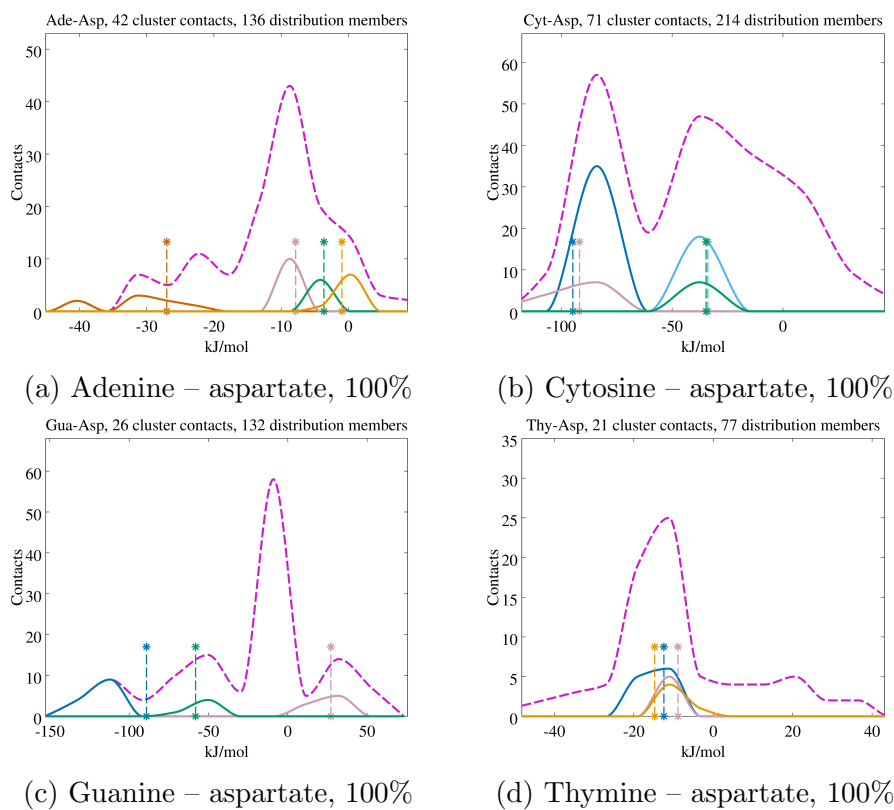 Ade-Asp, 42 cluster contacts, 136 distribution members
50
40
30
20
10
0
Contacts
-40 -30 -20 -10 0
kJ/mol
(a) Adenine – aspartate, 100%
Cyt-Asp, 71 cluster contacts, 214 distribution members
60
50
40
30
20
10
0
Contacts
-100 -50 0
kJ/mol
(b) Cytosine – aspartate, 100%
Gua-Asp, 26 cluster contacts, 132 distribution members
60
50
40
30
20
10
0
Contacts
-150 -100 -50 0 50
kJ/mol
(c) Guanine – aspartate, 100%
Thy-Asp, 21 cluster contacts, 77 distribution members
35
30
25
20
15
10
5
0
Contacts
-40 -20 0 20 40
kJ/mol
(d) Thymine – aspartate, 100%